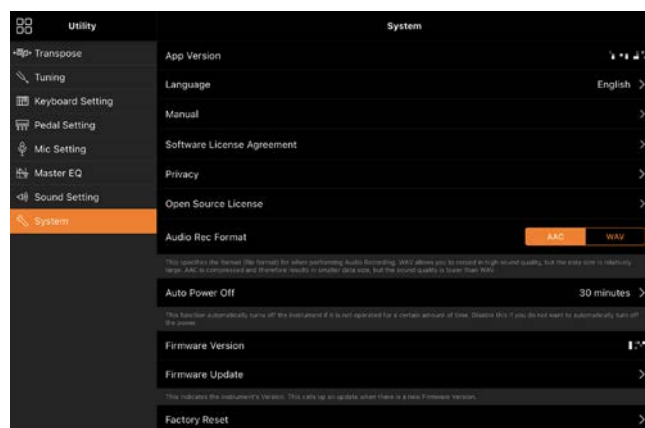 Utility
System
Transpose
Tuning
Keyboard Setting
Pedal Setting
Mic Setting
Master EQ
Sound Setting
System
App Version
Language
English
Manual
Software License Agreement
Privacy
Open Source License
Audio Rec Format
AAC
WAV
This specifies the format (file format) for when performing Audio Recording. WAV allows you to record in high sound quality, but the data size is relatively
large. AAC is compressed and therefore results in smaller data size, but the sound quality is lower than WAV.
Auto Power Off
30 minutes
This function automatically turns off the instrument if it is not operated for a certain amount of time. Disable this if you do not want to automatically turn off
the power.
Firmware Version
Firmware Update
This indicates the instrument's Version. This calls up an update when there is a new Firmware Version.
Factory Reset